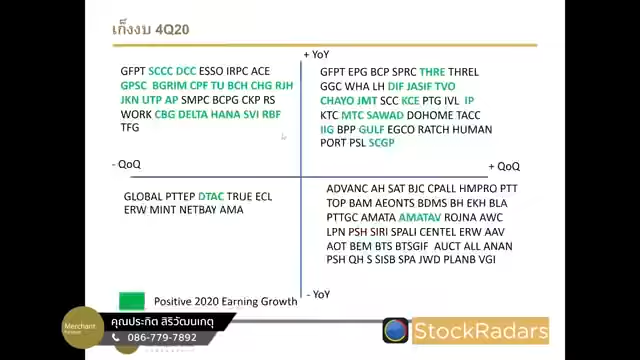 เก็งงบ 4Q20
+ YoY
GFPT SCCC DCC ESSO IRPC ACE
GPSC BGRIM CPF TU BCH CHG RJH
JKN UTP AP SMPC BCPG CKP RS
WORK CBG DELTA HANA SVI RBF
TFG
GFPT EPG BCP SPRC THRE THREL
GGC WHA LH DIF JASIF TVO
CHAYO JMT SCC KCE PTG IVL IP
KTC MTC SAWAD DOHOME TACC
IIG BPP GULF EGCO RATCH HUMAN
PORT PSL SCGP
- QoQ
+ QoQ
GLOBAL PTTEP DTAC TRUE ECL
ERW MINT NETBAY AMA
ADVANC AH SAT BJC CPALL HMPRO PTT
TOP BAM AEONTS BDMS BH EKH BLA
PTTGC AMATA AMATAV ROJNA AWC
LPN PSH SIRI SPALI CENTEL ERW AAV
AOT BEM BTS BTSGIF AUCT ALL ANAN
PSH QH S SISB SPA JWD PLANB VGI
- YoY
Positive 2020 Earning Growth
Merchant
คุณประกิต สิริวัฒนเกตุ
086-779-7892
StockRadars